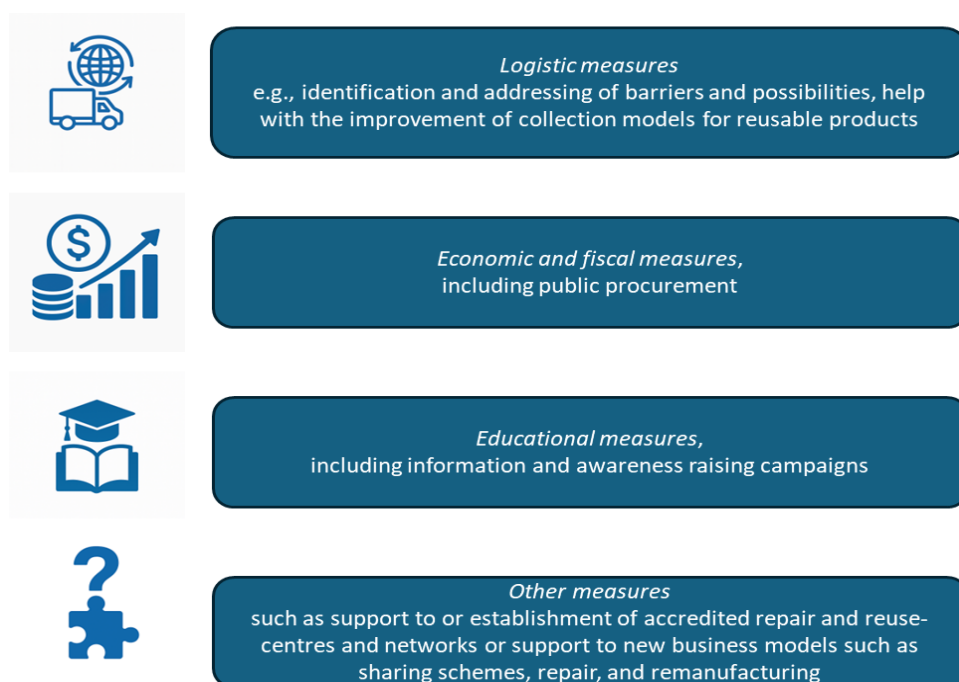 Logistic measures
e.g., identification and addressing of barriers and possibilities, help
with the improvement of collection models for reusable products
$
Economic and fiscal measures,
including public procurement
Educational measures,
including information and awareness raising campaigns
?
Other measures
such as support to or establishment of accredited repair and reuse-
centres and networks or support to new business models such as
sharing schemes, repair, and remanufacturing